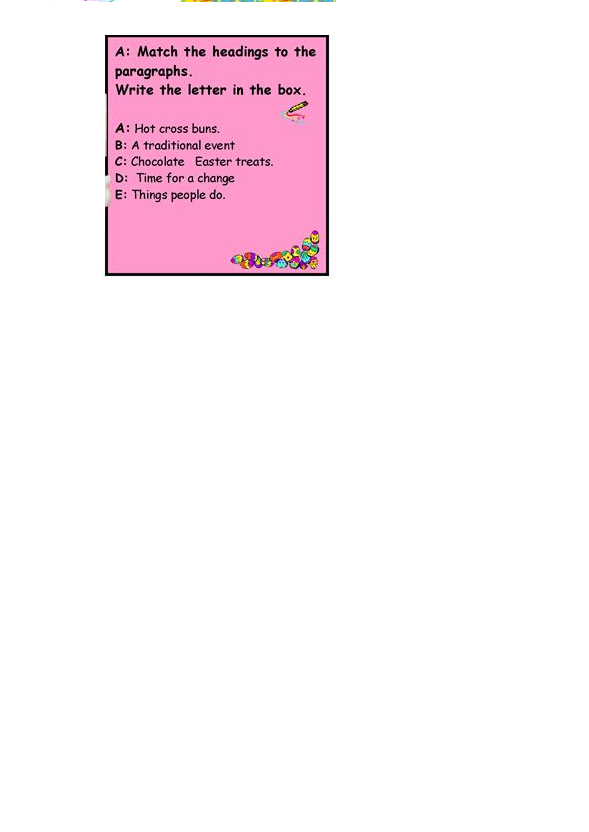 A: Match the headings to the
paragraphs.
Write the letter in the box.
A: Hot cross buns.
B: A traditional event
C: Chocolate Easter treats.
D: Time for a change
E: Things people do.